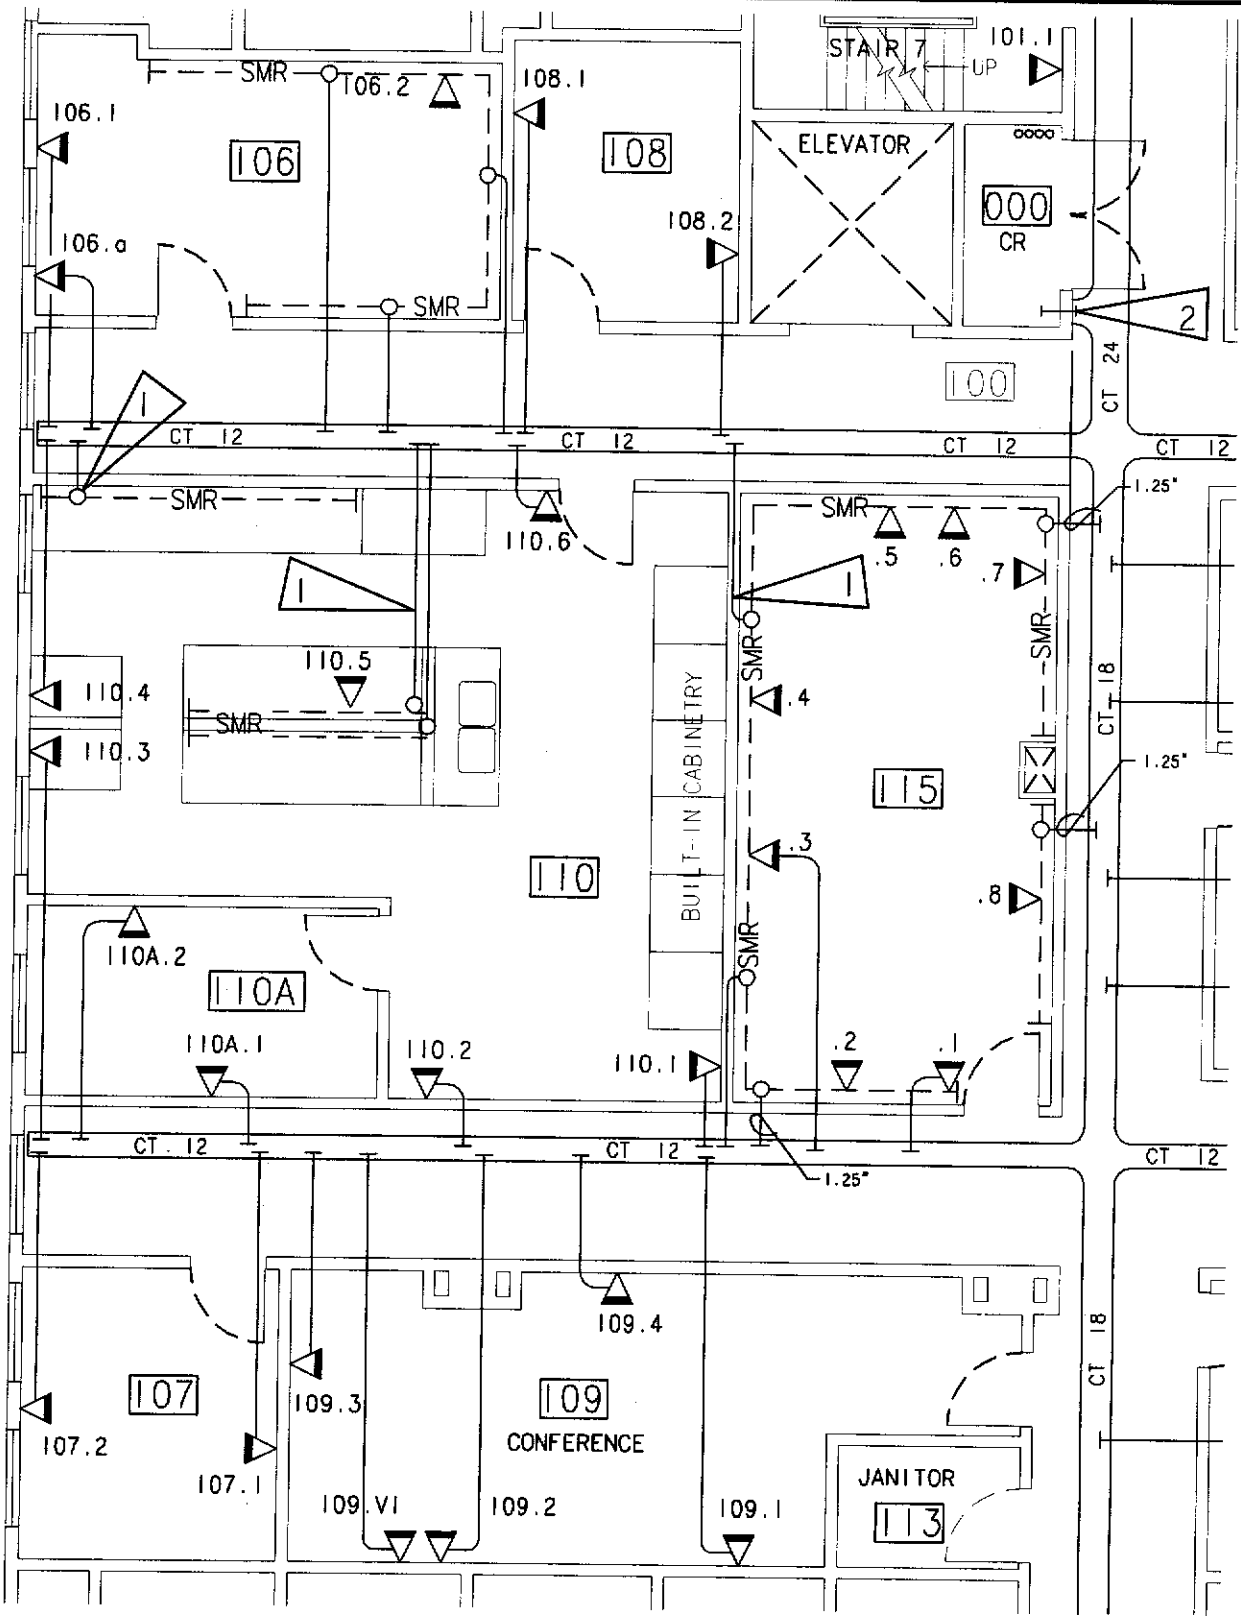 STAIR 7
UP
101.1
SMR
106.2
108.1
106.1
106
108
ELEVATOR
000
CR
108.2
106.a
SMR
2
1
100
CT 24
CT 12
CT 12
CT 12
CT 12
SMR
110.6
SMR
.5
.6
1.25"
.7
1
1
SMR
SMR
110.5
110.4
SMR
110.3
.4
CT 18
BUILT-IN CABINETRY
115
1.25"
.3
110
.8
SMR
110A.2
110A
110A.1
110.2
110.1
.2
.1
CT. 12
CT 12
CT 12
1.25"
109.4
CT 18
107
109.3
109
CONFERENCE
107.2
107.1
109.V1
109.2
109.1
JANITOR
113